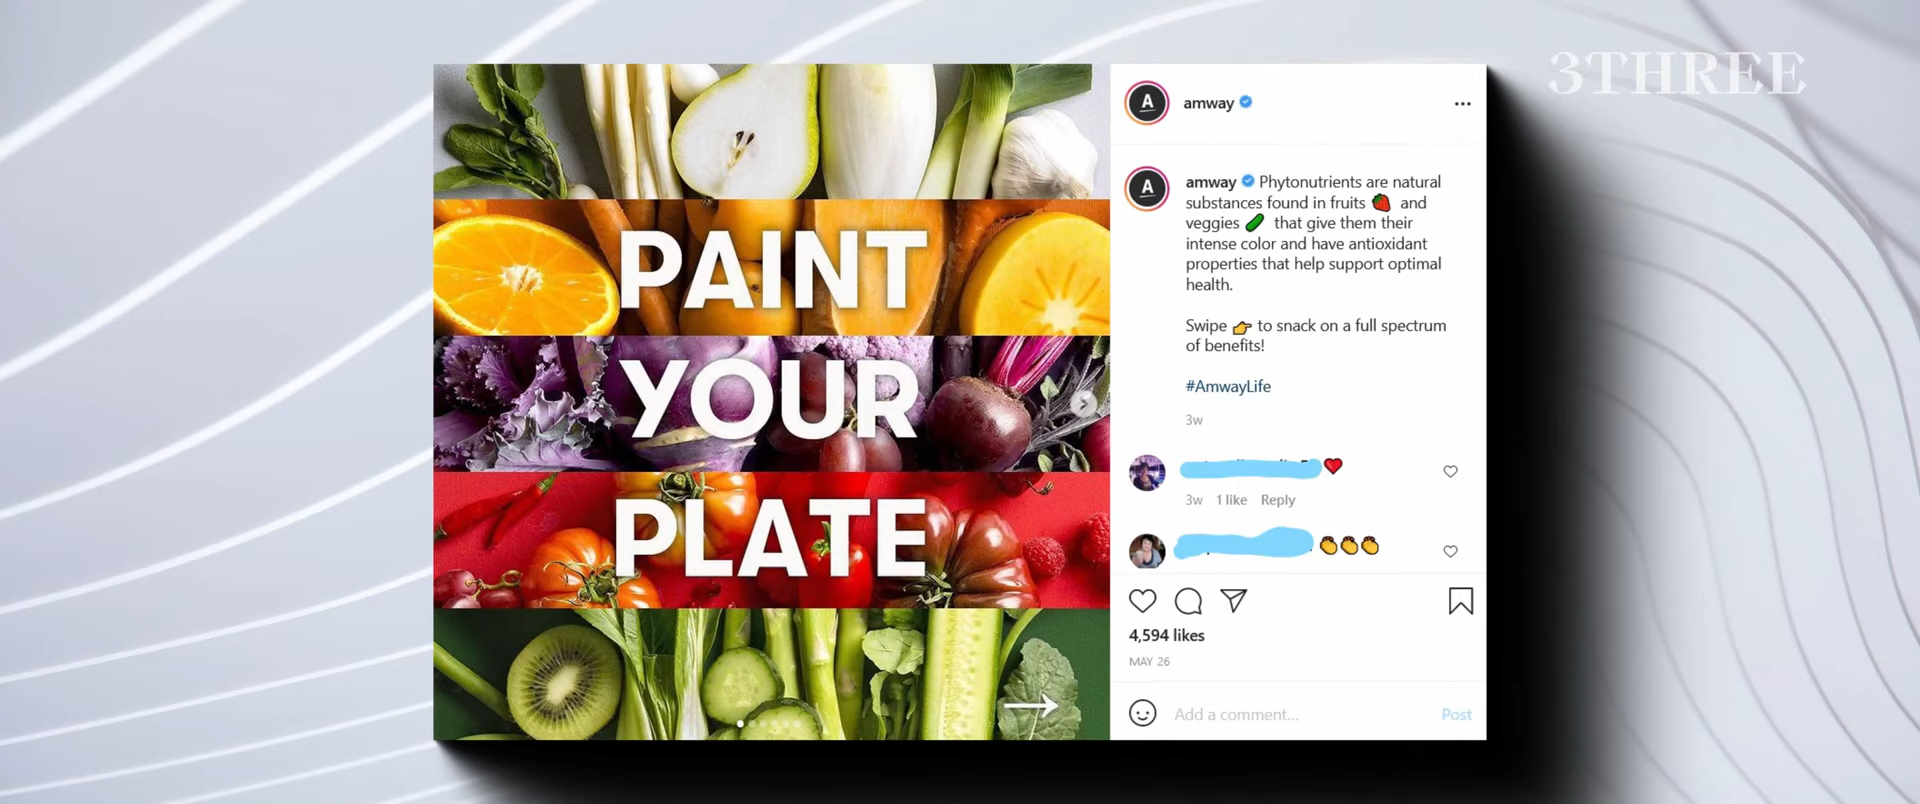 3THREE
PAINT
YOUR
PLATE
A
amway
A
amway Phytonutrients are natural
substances found in fruits 🍓 and
veggies 🥒 that give them their
intense color and have antioxidant
properties that help support optimal
health.
Swipe 👉 to snack on a full spectrum
of benefits!
#AmwayLife
3w
❤️
3w 1 like Reply
👏👏👏
4,594 likes
MAY 26
Add a comment... Post